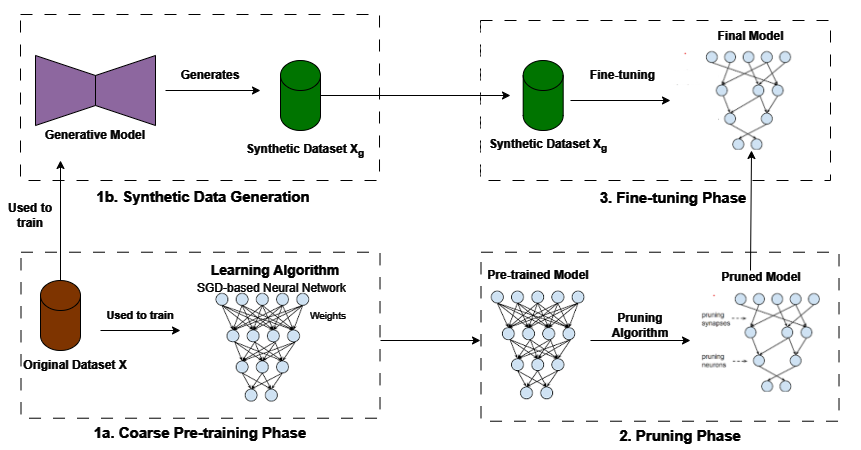 Generates
Generative Model
Synthetic Dataset Xg
1b. Synthetic Data Generation
Final Model
Fine-tuning
Synthetic Dataset Xg
3. Fine-tuning Phase
Used to
train
Learning Algorithm
SGD-based Neural Network
Weights
Used to train
Original Dataset X
1a. Coarse Pre-training Phase
Pre-trained Model
Pruning
Algorithm
Pruned Model
pruning
synapses
pruning
neurons
2. Pruning Phase